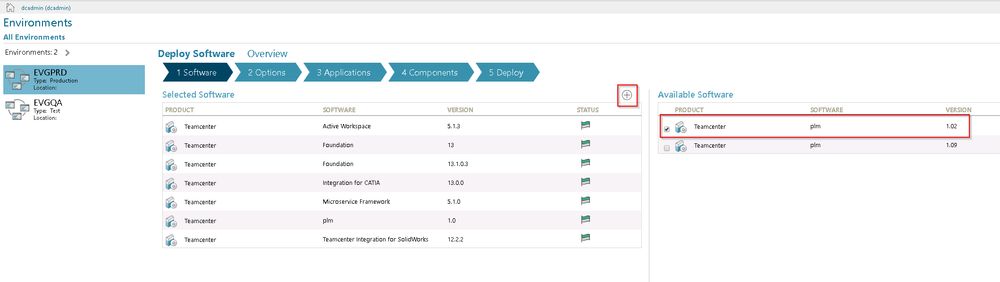 dcadmin (dcadmin)
Environments
All Environments
Environments: 2
EVGPRD
Type: Production
Location:
EVGQA
Type: Test
Location:
Deploy Software Overview
1 Software 2 Options 3 Applications 4 Components 5 Deploy
Selected Software
PRODUCT SOFTWARE VERSION STATUS
Teamcenter Active Workspace 5.1.3
Teamcenter Foundation 13
Teamcenter Foundation 13.1.0.3
Teamcenter Integration for CATIA 13.0.0
Teamcenter Microservice Framework 5.1.0
Teamcenter plm 1.0
Teamcenter Teamcenter Integration for SolidWorks 12.2.2
Available Software
PRODUCT SOFTWARE VERSION
Teamcenter plm 1.02
Teamcenter plm 1.09